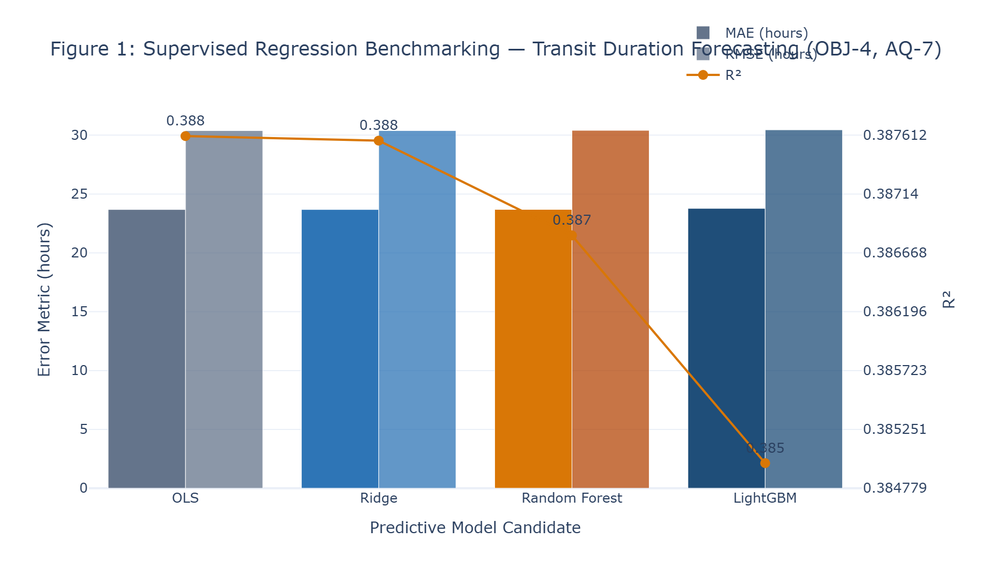 Figure 1: Supervised Regression Benchmarking — Transit Duration Forecasting (OBJ-4, AQ-7)
MAE (hours)
RMSE (hours)
R²
0.388
0.388
0.387
0.385
30
25
20
15
10
5
0
Error Metric (hours)
0.387612
0.38714
0.386668
0.386196
0.385723
0.385251
0.384779
R²
OLS
Ridge
Random Forest
LightGBM
Predictive Model Candidate